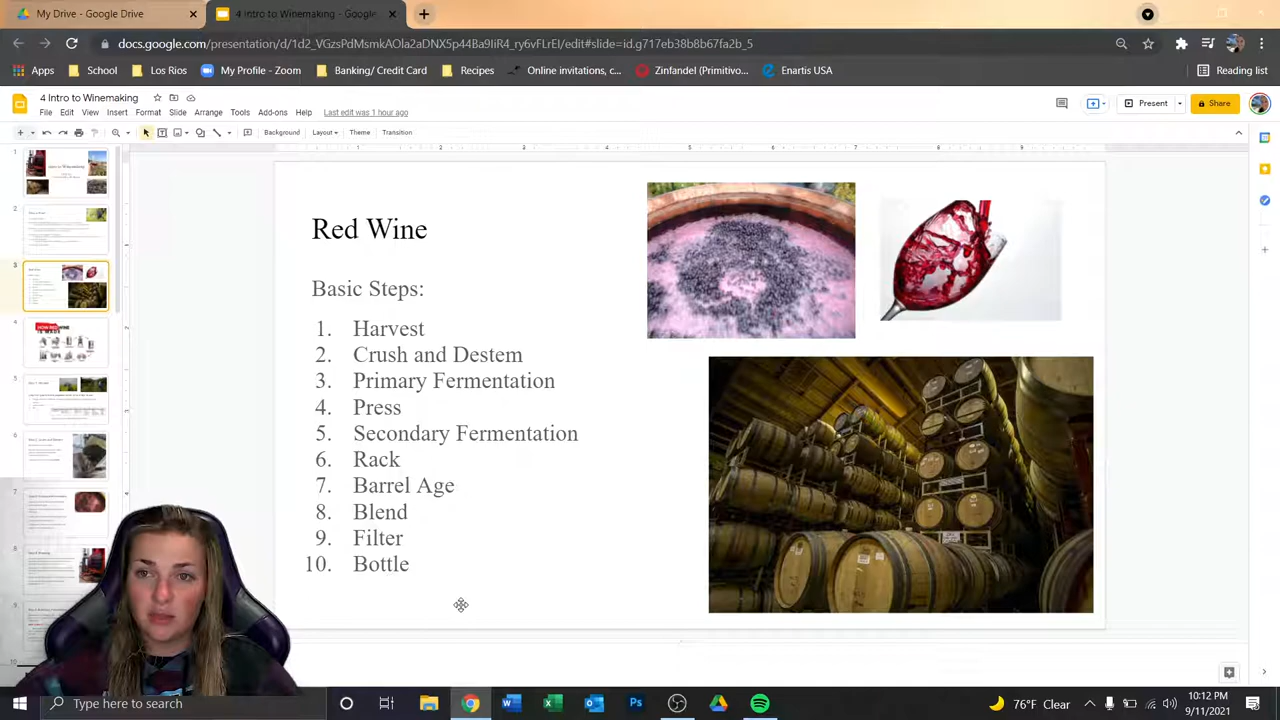 My Drive - Google Drive
4 Intro to Winemaking - Google
docs.google.com/presentation/
Apps
School
Los Rios
My Profile - Zoom
Banking/ Credit Card
Recipes
Online invitations, c...
Zinfandel (Primitivo...
Enartis USA
Reading list
4 Intro to Winemaking
File Edit View Insert Format Slide Arrange Tools Add-ons Help Last edit was 1 hour ago
Present
Share
Background Layout Theme Transition
Red Wine
Basic Steps:
1. Harvest
2. Crush and Destem
3. Primary Fermentation
4. Press
5. Secondary Fermentation
6. Rack
7. Barrel Age
8. Blend
9. Filter
10. Bottle
Type here to search
76°F Clear
10:12 PM
9/11/2021